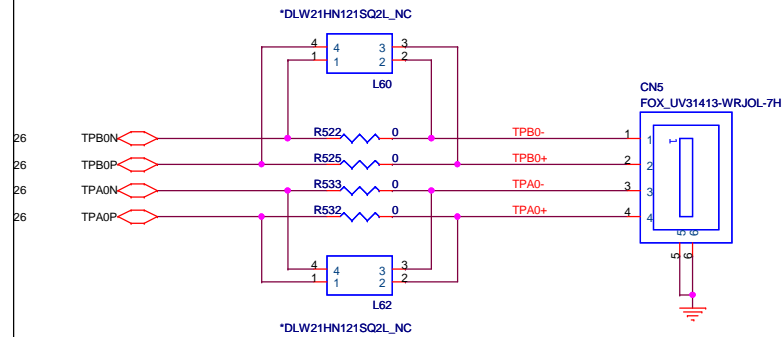 *DLW21HN121SQ2L_NC
4 4 3 3
1 1 2 2
L60
CN5
FOX_UV31413-WRJOL-7H
26 TPB0N R522 0 TPB0- 1 1 1
26 TPB0P R525 0 TPB0+ 2 2
26 TPA0N R533 0 TPA0- 3 3
26 TPA0P R532 0 TPA0+ 4 4
5 6
5 6
4 4 3 3
1 1 2 2
L62
*DLW21HN121SQ2L_NC